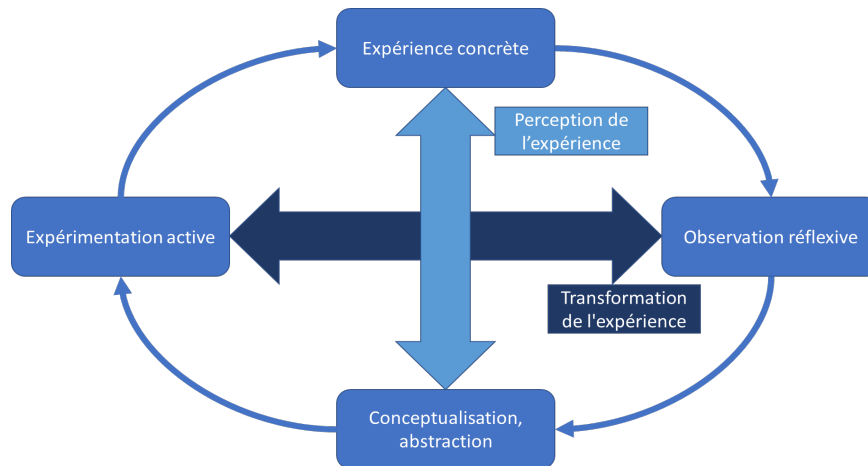 Expérience concrète
Perception de
l’expérience
Expérimentation active
Observation réflexive
Transformation
de l'expérience
Conceptualisation,
abstraction